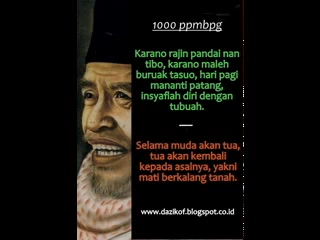 1000 ppmbpg
Karano rajin pandai nan
tibo, karano maleh
buruak tasuo, hari pagi
mananti patang,
insyaflah diri dengan
tubuah.
Selama muda akan tua,
tua akan kembali
kepada asalnya, yakni
mati berkalang tanah.
www.dazikof.blogspot.co.id